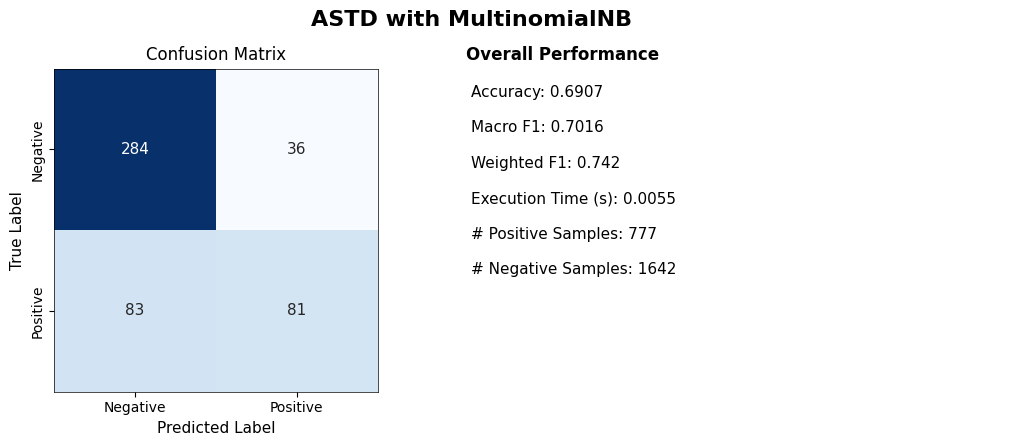 ASTD with MultinomialNB
Confusion Matrix
284
36
83
81
Negative
Positive
True Label
Negative
Positive
Predicted Label
Overall Performance
Accuracy: 0.6907
Macro F1: 0.7016
Weighted F1: 0.742
Execution Time (s): 0.0055
# Positive Samples: 777
# Negative Samples: 1642